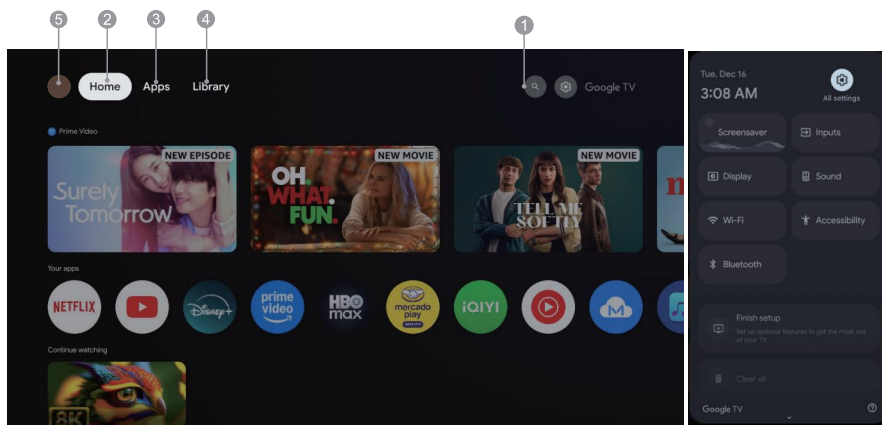 5
2
3
4
1
Home
Apps
Library
Google TV
Prime Video
NEW EPISODE
Surely
Tomorrow
NEW MOVIE
OH.
WHAT.
FUN.
NEW MOVIE
TELL ME
SOFTLY
m
Your apps
NETFLIX
Disney+
prime
video
HBO
max
mercado
play
iQIYI
Continue watching
8K
Tue, Dec 16
3:08 AM
All settings
Screensaver
Inputs
Display
Sound
Wi-Fi
Accessibility
Bluetooth
Finish setup
Set up optional features to get the most out
of your TV
Clear all
Google TV